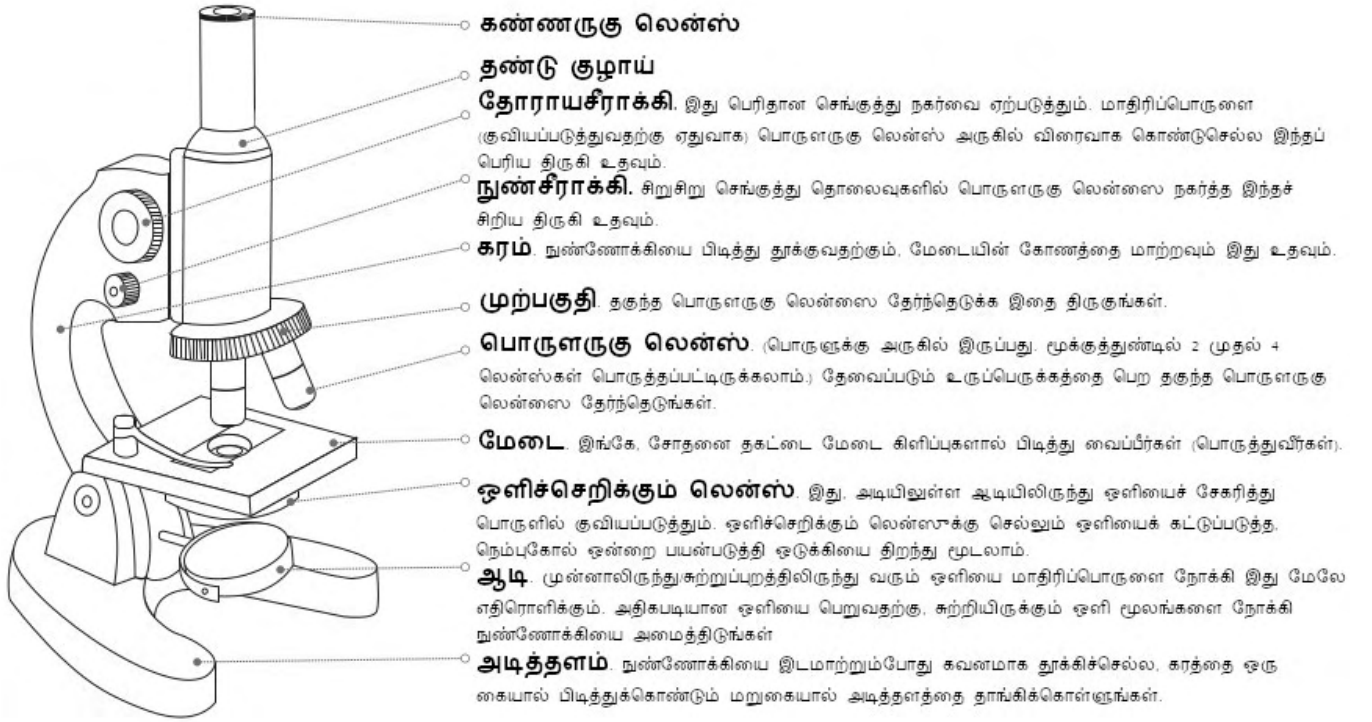 கண்ணருகு லென்ஸ்
தண்டு குழாய்
தோராயசீராக்கி. இது பெரிதான செங்குத்து நகர்வை ஏற்படுத்தும். மாதிரிப்பொருளை
(குவியப்படுத்துவதற்கு ஏதுவாக) பொருளருகு லென்ஸ் அருகில் விரைவாக கொண்டுசெல்ல இந்தப்
பெரிய திருகி உதவும்.
நுண்சீராக்கி. சிறுசிறு செங்குத்து தொலைவுகளில் பொருளருகு லென்ஸை நகர்த்த இந்தச்
சிறிய திருகி உதவும்.
கரம். நுண்ணோக்கியை பிடித்து தூக்குவதற்கும், மேடையின் கோணத்தை மாற்றவும் இது உதவும்.
முற்பகுதி. தகுந்த பொருளருகு லென்ஸை தேர்ந்தெடுக்க இதை திருகுங்கள்.
பொருளருகு லென்ஸ். (பொருளுக்கு அருகில் இருப்பது. மூக்குத்துண்டில் 2 முதல் 4
லென்ஸ்கள் பொருத்தப்பட்டிருக்கலாம்.) தேவைப்படும் உருப்பெருக்கத்தை பெற தகுந்த பொருளருகு
லென்ஸை தேர்ந்தெடுங்கள்.
மேடை. இங்கே, சோதனை தகட்டை மேடை கிளிப்புகளால் பிடித்து வைப்பீர்கள் (பொருத்துவீர்கள்).
ஒளிச்செறிக்கும் லென்ஸ். இது, அடியிலுள்ள ஆடியிலிருந்து ஒளியைச் சேகரித்து
பொருளில் குவியப்படுத்தும். ஒளிச்செறிக்கும் லென்ஸுக்கு செல்லும் ஒளியைக் கட்டுப்படுத்த,
நெம்புகோல் ஒன்றை பயன்படுத்தி ஒடுக்கியை திறந்து மூடலாம்.
ஆடி. முன்னாலிருந்து/சுற்றுப்புறத்திலிருந்து வரும் ஒளியை மாதிரிப்பொருளை நோக்கி இது மேலே
எதிரொளிக்கும். அதிகபடியான ஒளியை பெறுவதற்கு, சுற்றியிருக்கும் ஒளி மூலங்களை நோக்கி
நுண்ணோக்கியை அமைத்திடுங்கள்
அடித்தளம். நுண்ணோக்கியை இடமாற்றும்போது கவனமாக தூக்கிச்செல்ல, கரத்தை ஒரு
கையால் பிடித்துக்கொண்டும் மறுகையால் அடித்தளத்தை தாங்கிக்கொள்ளுங்கள்.